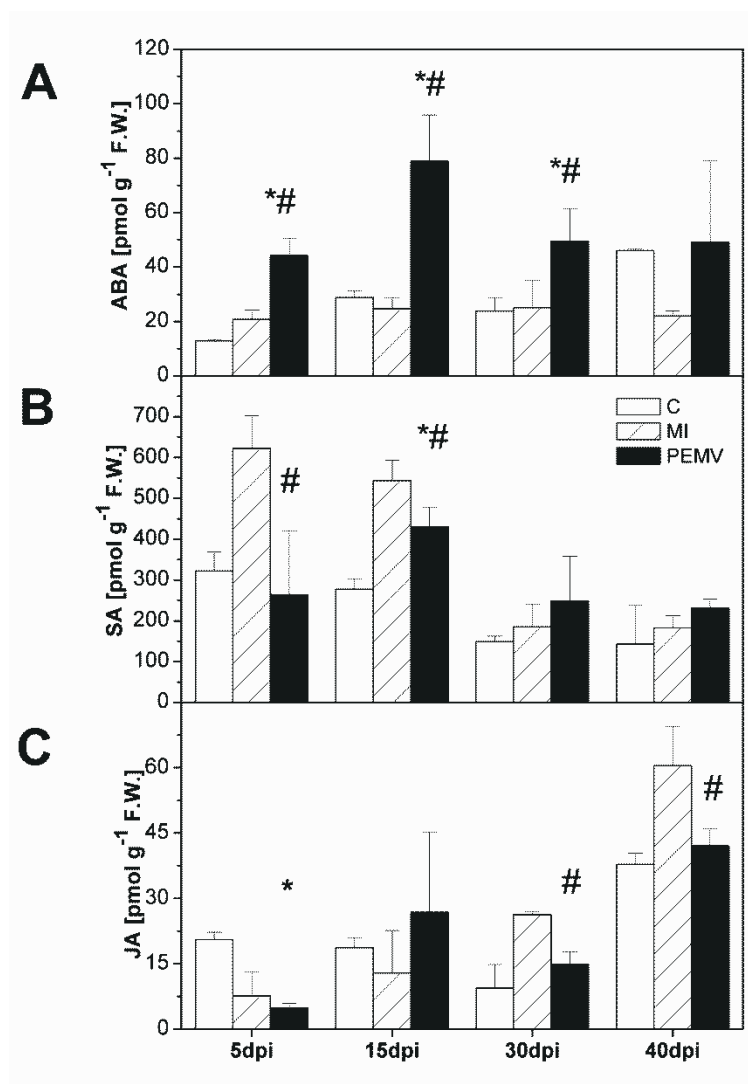 A
ABA [pmol g⁻¹ F.W.]
120
100
80
60
40
20
0
*#
*#
*#
B
SA [pmol g⁻¹ F.W.]
700
600
500
400
300
200
100
0
#
*#
C
MI
PEMV
C
JA [pmol g⁻¹ F.W.]
60
45
30
15
0
*
#
#
5dpi 15dpi 30dpi 40dpi